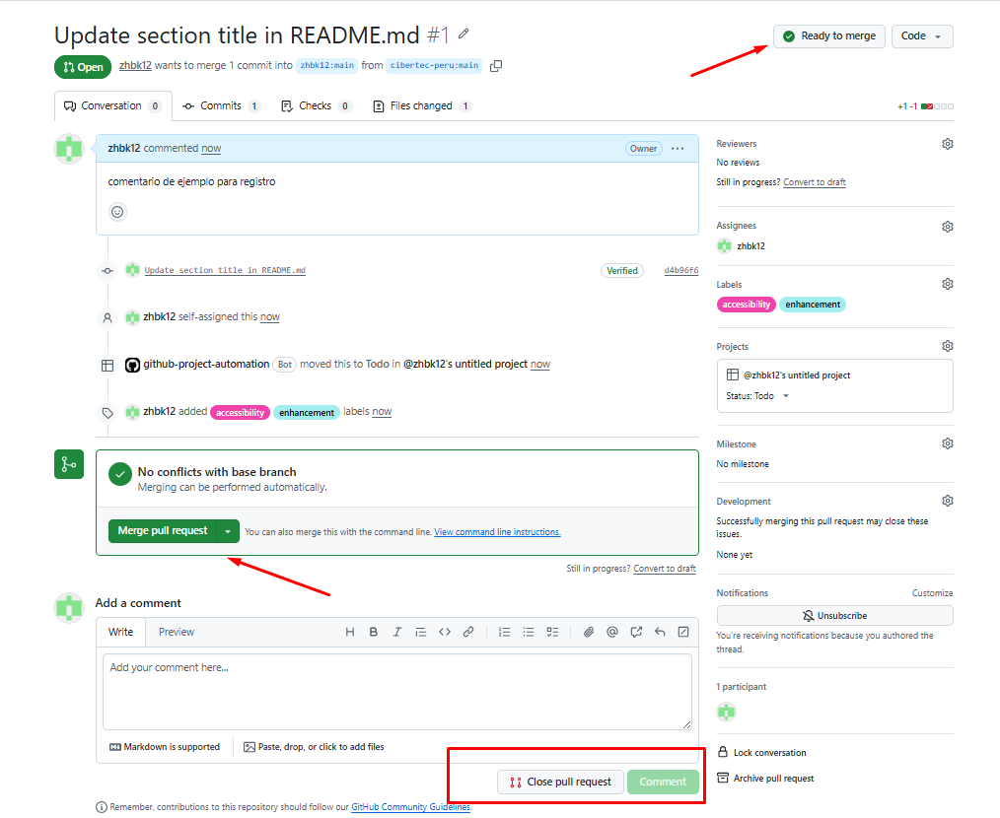 Update section title in README.md #1
Ready to merge
Code
Open
zhbk12 wants to merge 1 commit into zhbk12:main from cibertec-peru:main
Conversation 0
Commits 1
Checks 0
Files changed 1
+1 -1
zhbk12 commented now
Owner
comentario de ejemplo para registro
Update section title in README.md
Verified
d4b96f6
zhbk12 self-assigned this now
github-project-automation Bot moved this to Todo in @zhbk12's untitled project now
zhbk12 added accessibility enhancement labels now
No conflicts with base branch
Merging can be performed automatically.
Merge pull request
You can also merge this with the command line. View command line instructions.
Still in progress? Convert to draft
Add a comment
Write
Preview
Add your comment here...
Markdown is supported
Paste, drop, or click to add files
Close pull request
Comment
Remember, contributions to this repository should follow our GitHub Community Guidelines.
Reviewers
No reviews
Still in progress? Convert to draft
Assignees
zhbk12
Labels
accessibility enhancement
Projects
@zhbk12's untitled project
Status: Todo
Milestone
No milestone
Development
Successfully merging this pull request may close these
issues.
None yet
Notifications
Customize
Unsubscribe
You're receiving notifications because you authored the
thread.
1 participant
Lock conversation
Archive pull request